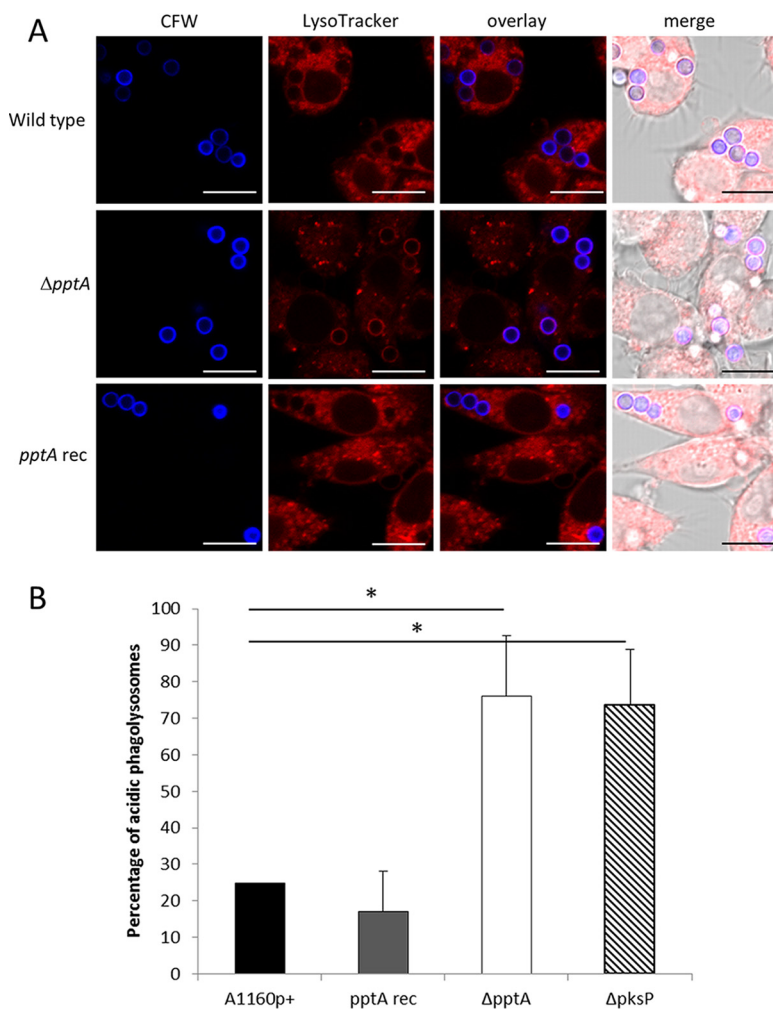 A
CFW LysoTracker overlay merge
Wild type
ΔpptA
pptA rec
B
*
*
Percentage of acidic phagolysosomes
100
90
80
70
60
50
40
30
20
10
0
A1160p+ pptA rec ΔpptA ΔpksP